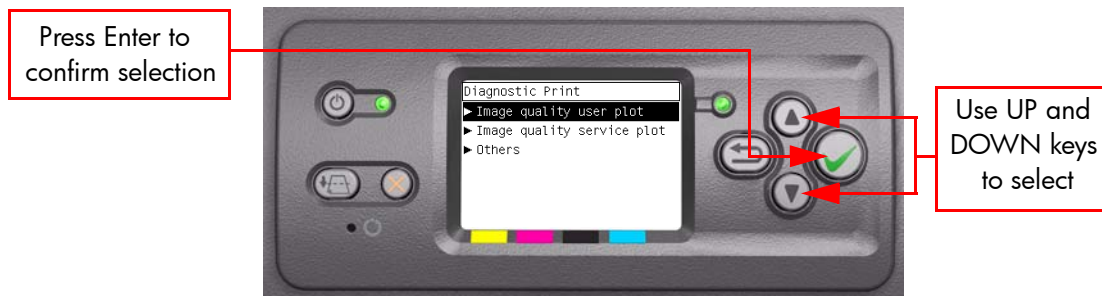 Press Enter to
confirm selection
Diagnostic Print
▶ Image quality user plot
▶ Image quality service plot
▶ Others
Use UP and
DOWN keys
to select